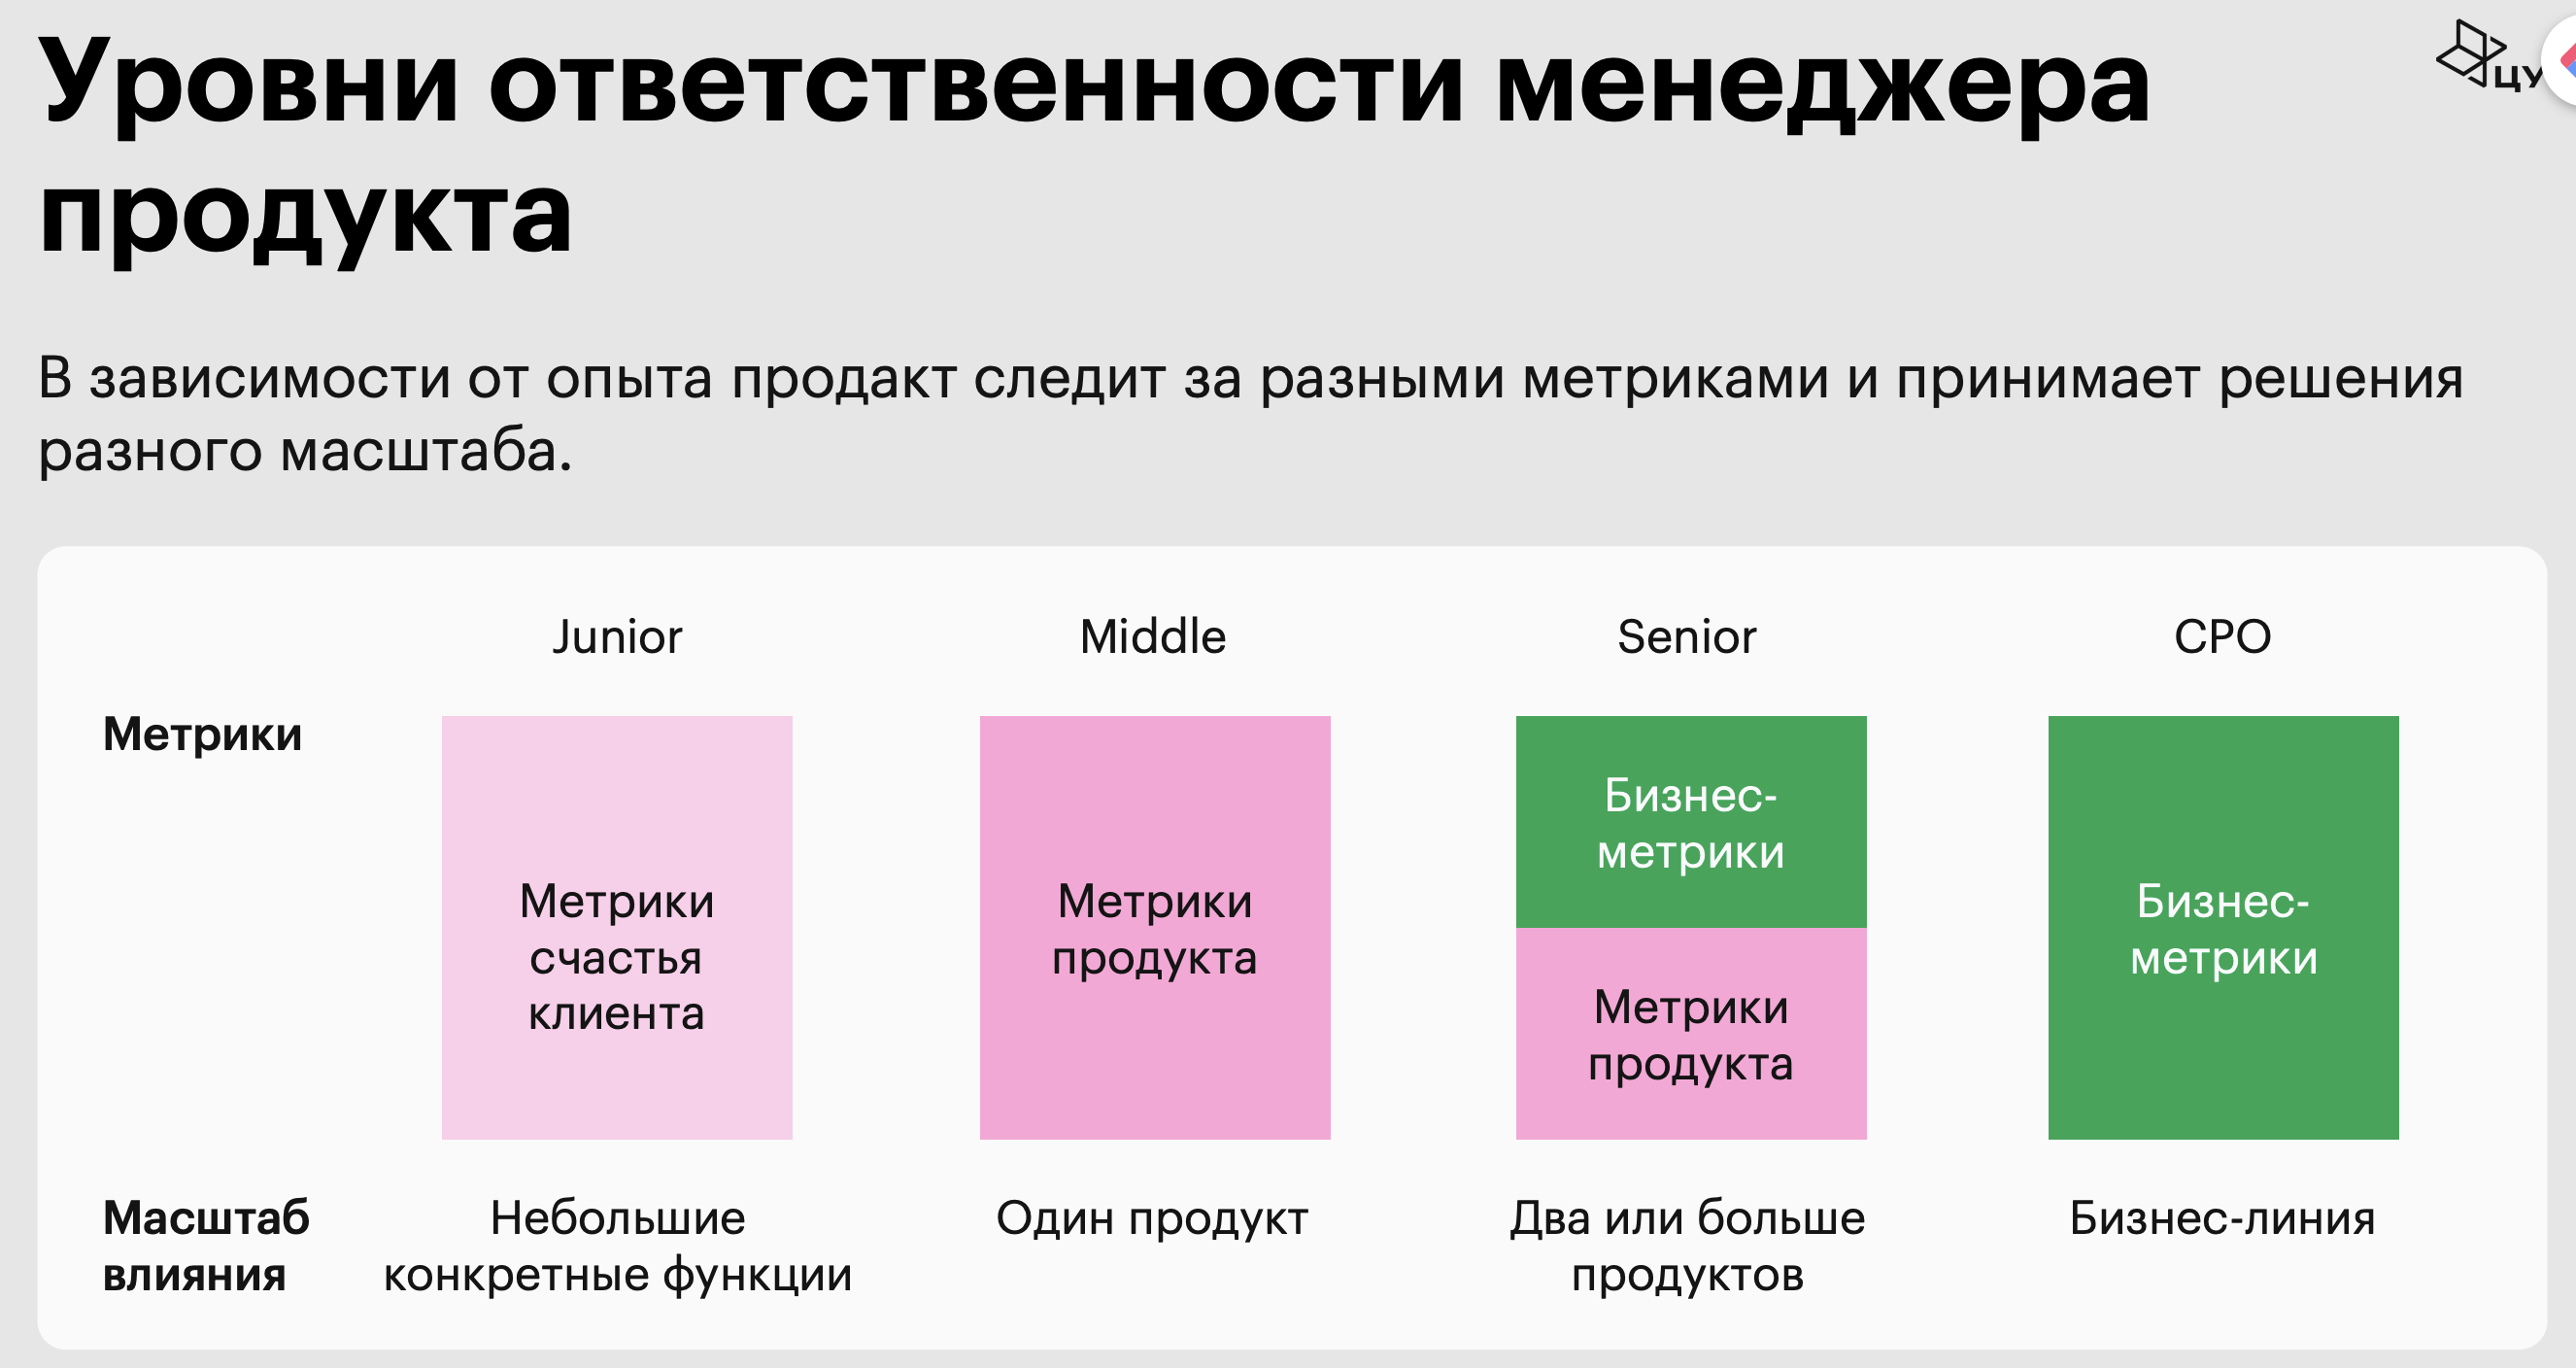 Уровни ответственности менеджера
продукта
ЦУ
В зависимости от опыта продакт следит за разными метриками и принимает решения
разного масштаба.
Junior
Middle
Senior
CPO
Метрики
Метрики
счастья
клиента
Метрики
продукта
Бизнес-
метрики
Метрики
продукта
Бизнес-
метрики
Масштаб
влияния
Небольшие
конкретные функции
Один продукт
Два или больше
продуктов
Бизнес-линия